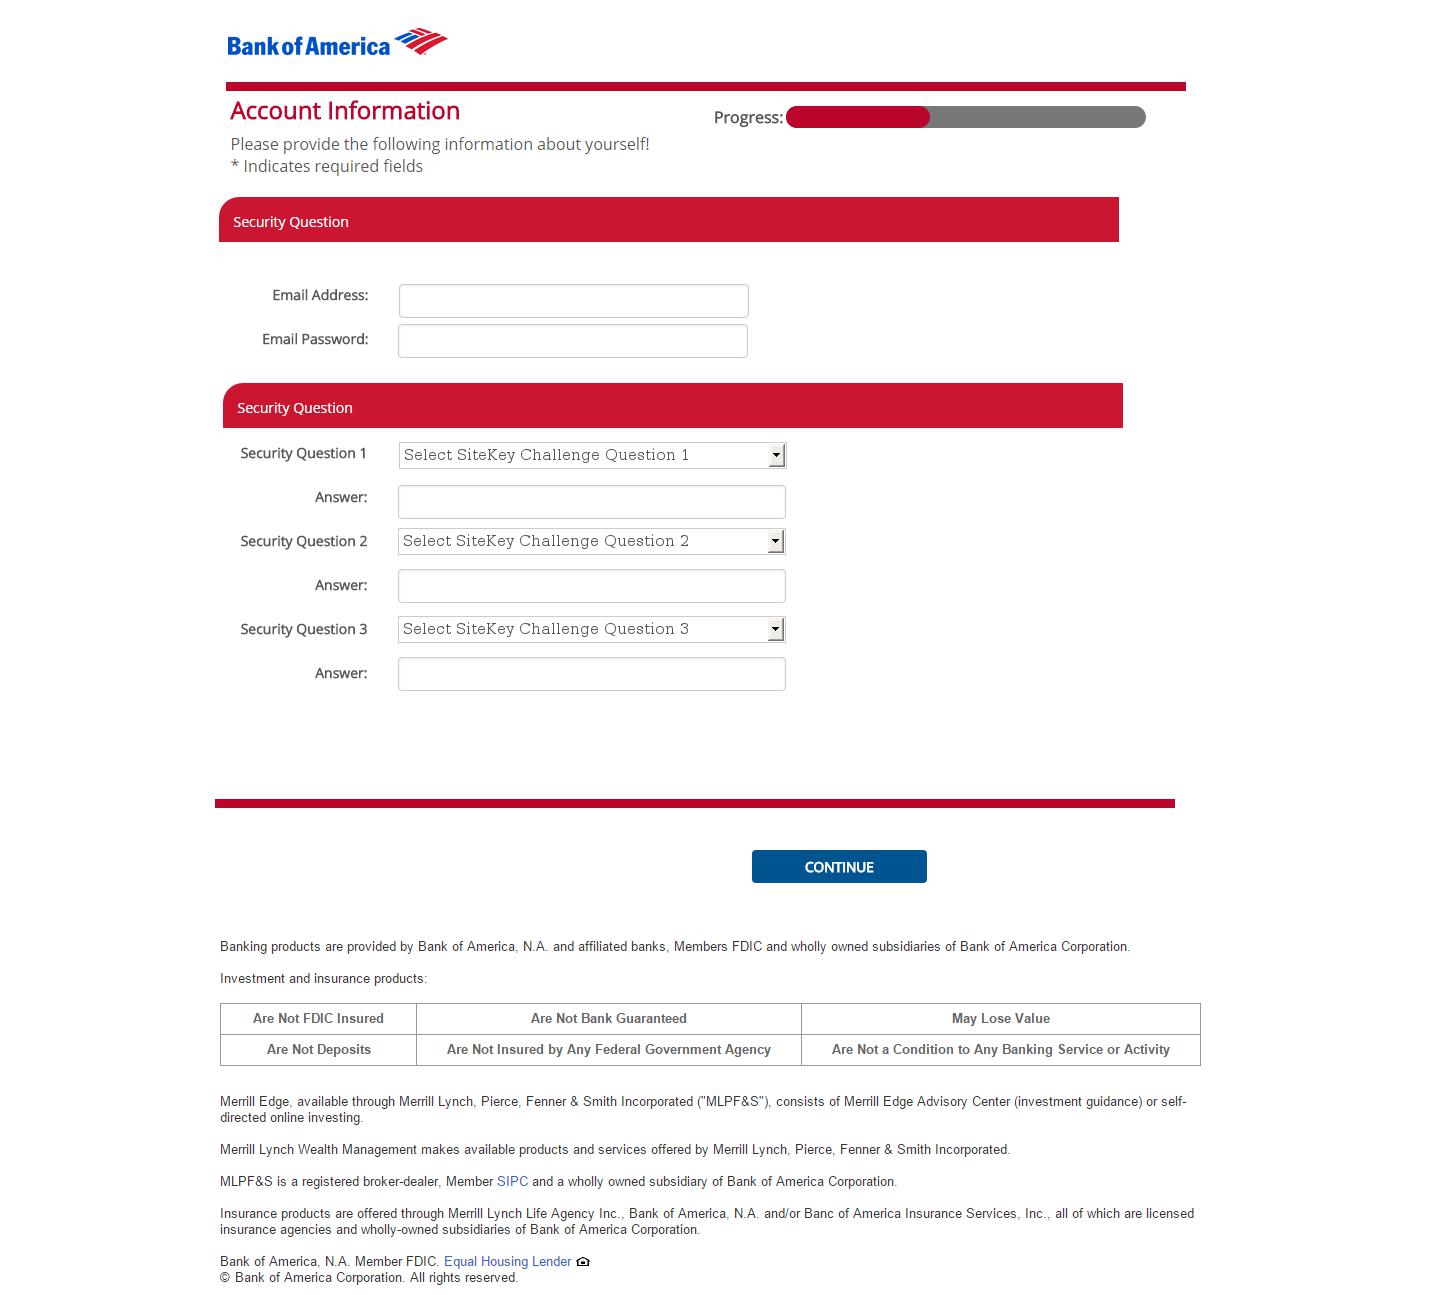 Bank of America
Account Information
Progress:
Please provide the following information about yourself!
* Indicates required fields
Security Question
Email Address:
Email Password:
Security Question
Security Question 1
Select SiteKey Challenge Question 1
Answer:
Security Question 2
Select SiteKey Challenge Question 2
Answer:
Security Question 3
Select SiteKey Challenge Question 3
Answer:
CONTINUE
Banking products are provided by Bank of America, N.A. and affiliated banks, Members FDIC and wholly owned subsidiaries of Bank of America Corporation.
Investment and insurance products:
Are Not FDIC Insured
Are Not Bank Guaranteed
May Lose Value
Are Not Deposits
Are Not Insured by Any Federal Government Agency
Are Not a Condition to Any Banking Service or Activity
Merrill Edge, available through Merrill Lynch, Pierce, Fenner & Smith Incorporated ("MLPF&S"), consists of Merrill Edge Advisory Center (investment guidance) or self-
directed online investing.
Merrill Lynch Wealth Management makes available products and services offered by Merrill Lynch, Pierce, Fenner & Smith Incorporated.
MLPF&S is a registered broker-dealer, Member SIPC and a wholly owned subsidiary of Bank of America Corporation.
Insurance products are offered through Merrill Lynch Life Agency Inc., Bank of America, N.A. and/or Banc of America Insurance Services, Inc., all of which are licensed
insurance agencies and wholly-owned subsidiaries of Bank of America Corporation.
Bank of America, N.A. Member FDIC. Equal Housing Lender
© Bank of America Corporation. All rights reserved.